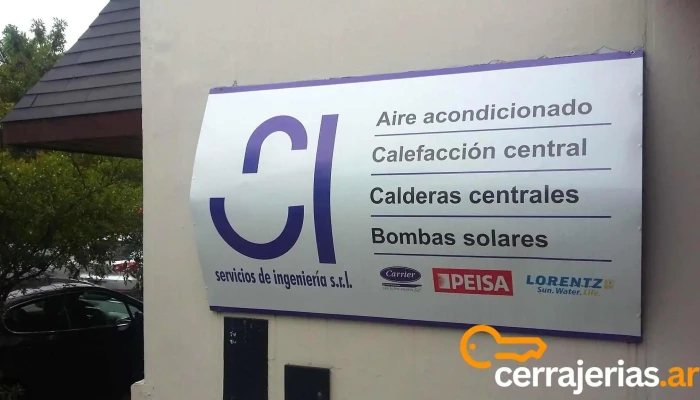 CI
servicios de ingeniería s.r.l.
Aire acondicionado
Calefacción central
Calderas centrales
Bombas solares
Carrier
PEISA
LORENTZ
Sun. Water. Life.
cerrajerias.ar